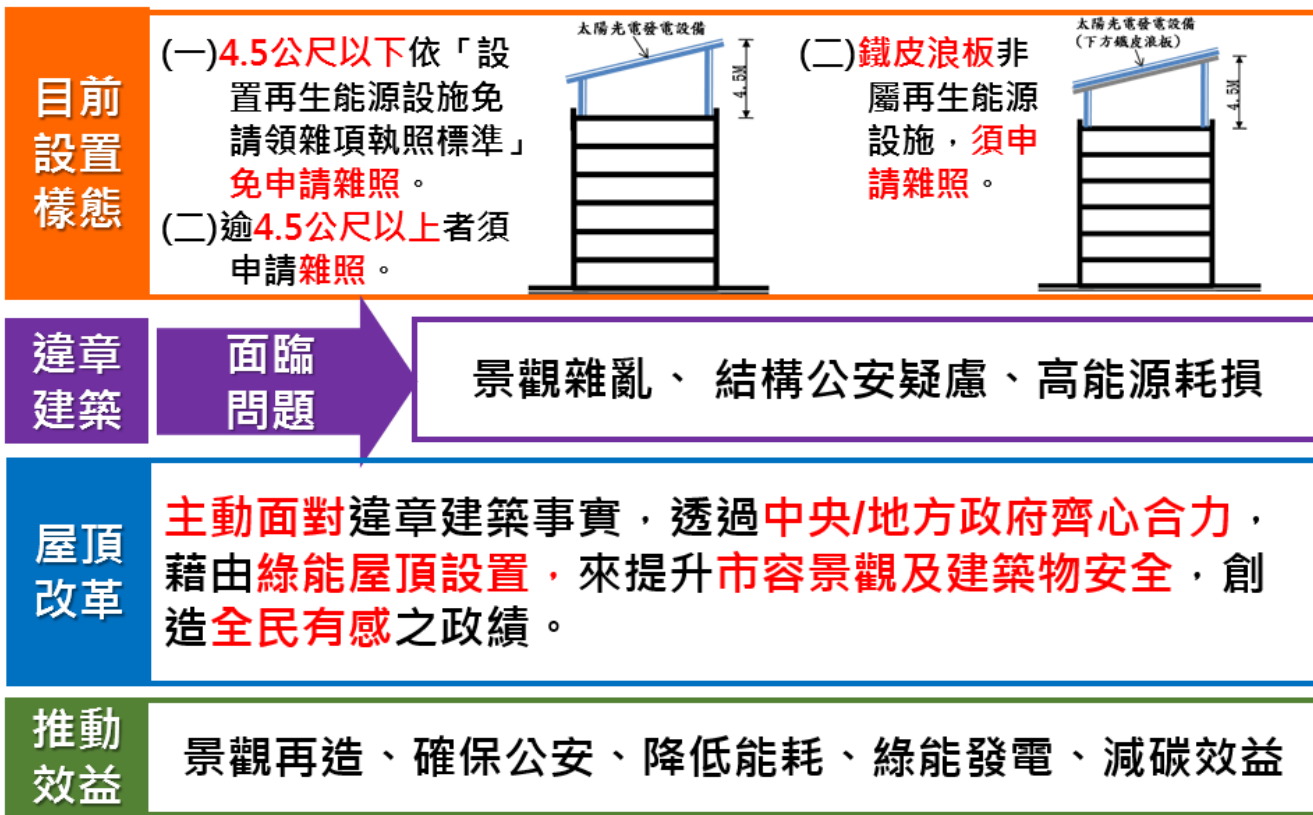 目前
設置
樣態
(一)4.5公尺以下依「設
置再生能源設施免
請領雜項執照標準」
免申請雜照。
(二)逾4.5公尺以上者須
申請雜照。
太陽光電發電設備
4.5M
(二)鐵皮浪板非
屬再生能源
設施，須申
請雜照。
太陽光電發電設備
(下方鐵皮浪板)
4.5M
違章
建築
面臨
問題
景觀雜亂、 結構公安疑慮、高能源耗損
屋頂
改革
主動面對違章建築事實，透過中央/地方政府齊心合力，
藉由綠能屋頂設置，來提升市容景觀及建築物安全，創
造全民有感之政績。
推動
效益
景觀再造、確保公安、降低能耗、綠能發電、減碳效益